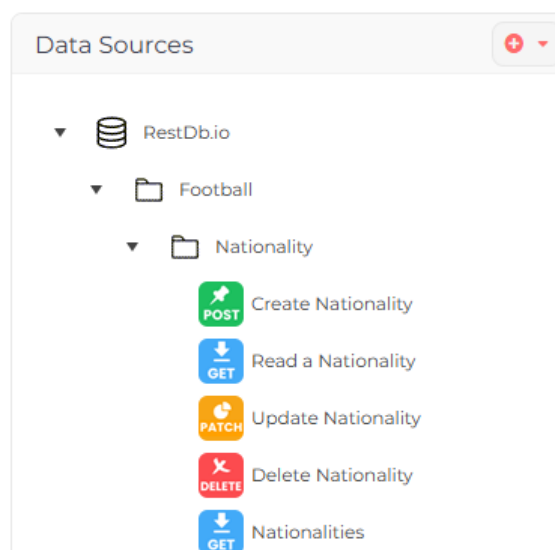 Data Sources
RestDb.io
Football
Nationality
POST Create Nationality
GET Read a Nationality
PATCH Update Nationality
DELETE Delete Nationality
GET Nationalities